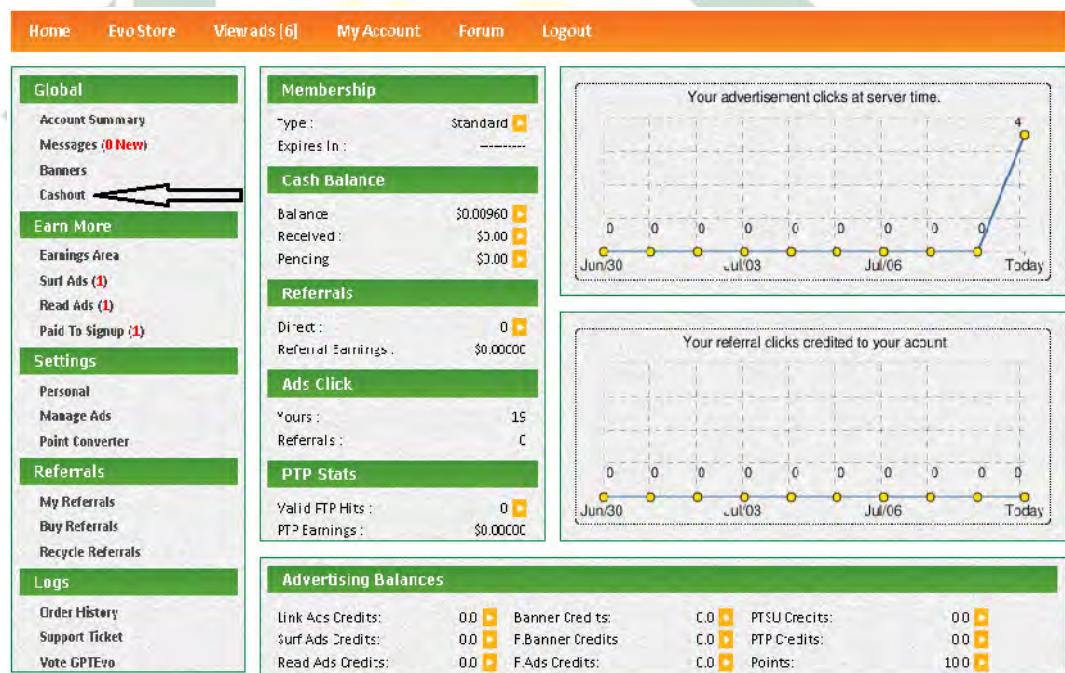 Home Evo Store View ads [6] My Account Forum Logout
Global
Account Summary
Messages (0 New)
Banners
Cashout
Earn More
Earnings Area
Surf Ads (1)
Read Ads (1)
Paid To Signup (1)
Settings
Personal
Manage Ads
Point Converter
Referrals
My Referrals
Buy Referrals
Recycle Referrals
Logs
Order History
Support Ticket
Vote GPTEvo
Membership
Type : Standard
Expires In : ----------
Cash Balance
Balance $0.00960
Received : $0.00
Pending $0.00
Referrals
Direct : 0
Referral Earnings : $0.00000
Ads Click
Yours : 19
Referrals : 0
PTP Stats
Valid PTP Hits : 0
PTP Earnings : $0.00000
Your advertisement clicks at server time.
4
0 0 0 0 0 0 0 0 0
Jun/30 Jul/03 Jul/06 Today
Your referral clicks credited to your acount
0 0 0 0 0 0 0 0 0 0
Jun/30 Jul/03 Jul/06 Today
Advertising Balances
Link Ads Credits: 0.0 Banner Credits: 0.0 PTSU Credits: 0.0
Surf Ads Credits: 0.0 F.Banner Credits 0.0 PTP Credits: 0.0
Read Ads Credits: 0.0 F.Ads Credits: 0.0 Points: